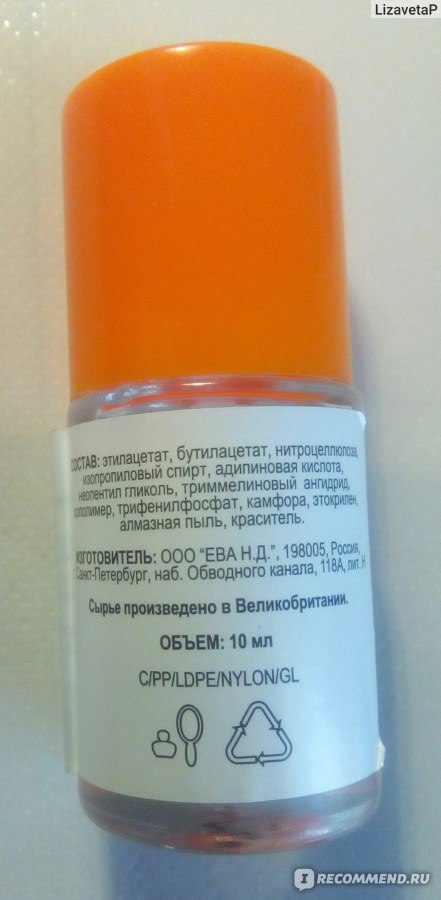 LizavetaP
СОСТАВ: этилацетат, бутилацетат, нитроцеллюлоза,
изопропиловый спирт, адипиновая кислота,
неопентил гликоль, триммелиновый ангидрид,
сополимер, трифенилфосфат, камфора, этокрилен,
алмазная пыль, краситель.
ИЗГОТОВИТЕЛЬ: ООО "ЕВА Н.Д.", 198005, Россия,
г. Санкт-Петербург, наб. Обводного канала, 118А, лит. Н
Сырье произведено в Великобритании.
ОБЪЕМ: 10 мл
C/PP/LDPE/NYLON/GL
IRECOMMEND.RU